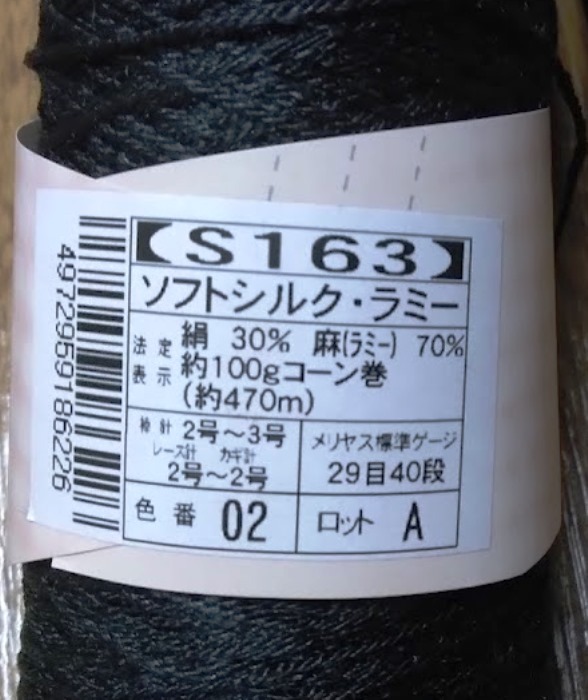 【S163】
ソフトシルク・ラミー
法定
表示
絹 30% 麻(ラミー) 70%
約100gコーン巻
(約470m)
棒針 2号～3号
レース針 カギ針
2号～2号
メリヤス標準ゲージ
29目40段
色番 02
ロット A
4972959186226